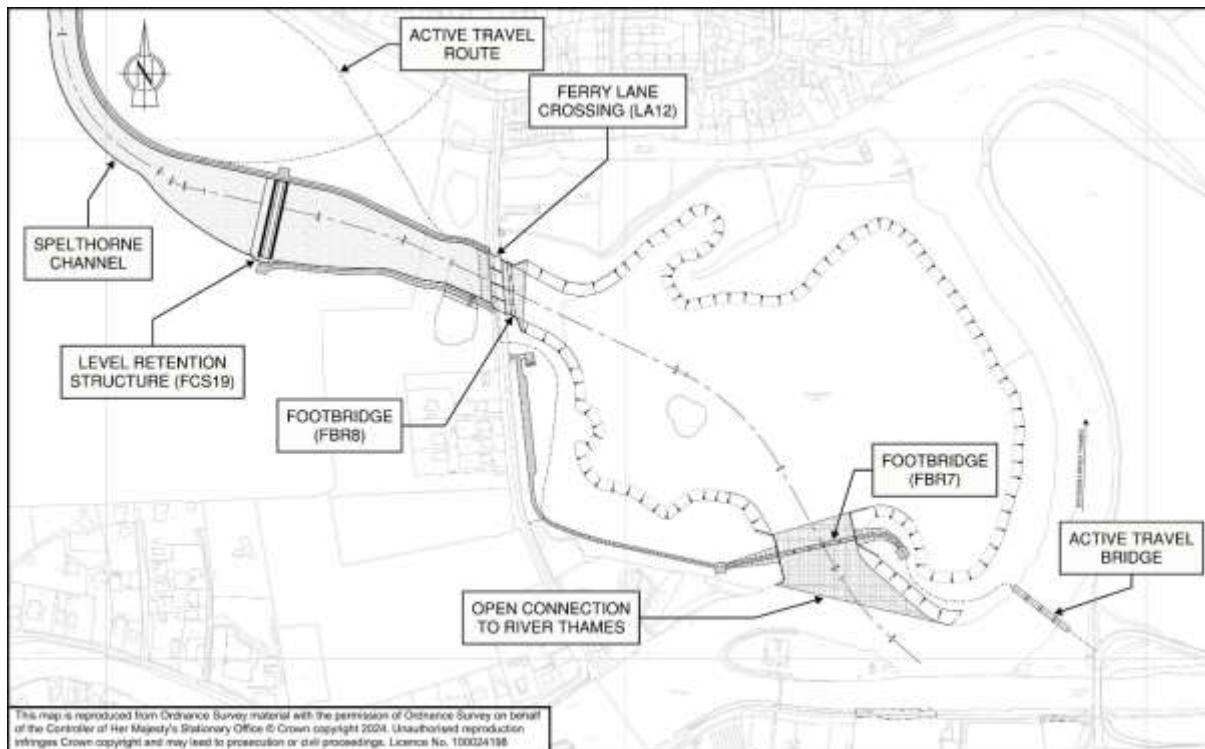 ACTIVE TRAVEL
ROUTE
FERRY LANE
CROSSING (LA12)
SPELTHORNE
CHANNEL
LEVEL RETENTION
STRUCTURE (FCS19)
FOOTBRIDGE
(FBR8)
FOOTBRIDGE
(FBR7)
ACTIVE TRAVEL
BRIDGE
OPEN CONNECTION
TO RIVER THAMES
This map is reproduced from Ordnance Survey material with the permission of Ordnance Survey on behalf
of the Controller of Her Majesty's Stationary Office © Crown copyright 2024. Unauthorised reproduction
infringes Crown copyright and may lead to prosecution or civil proceedings. Licence No. 100024198